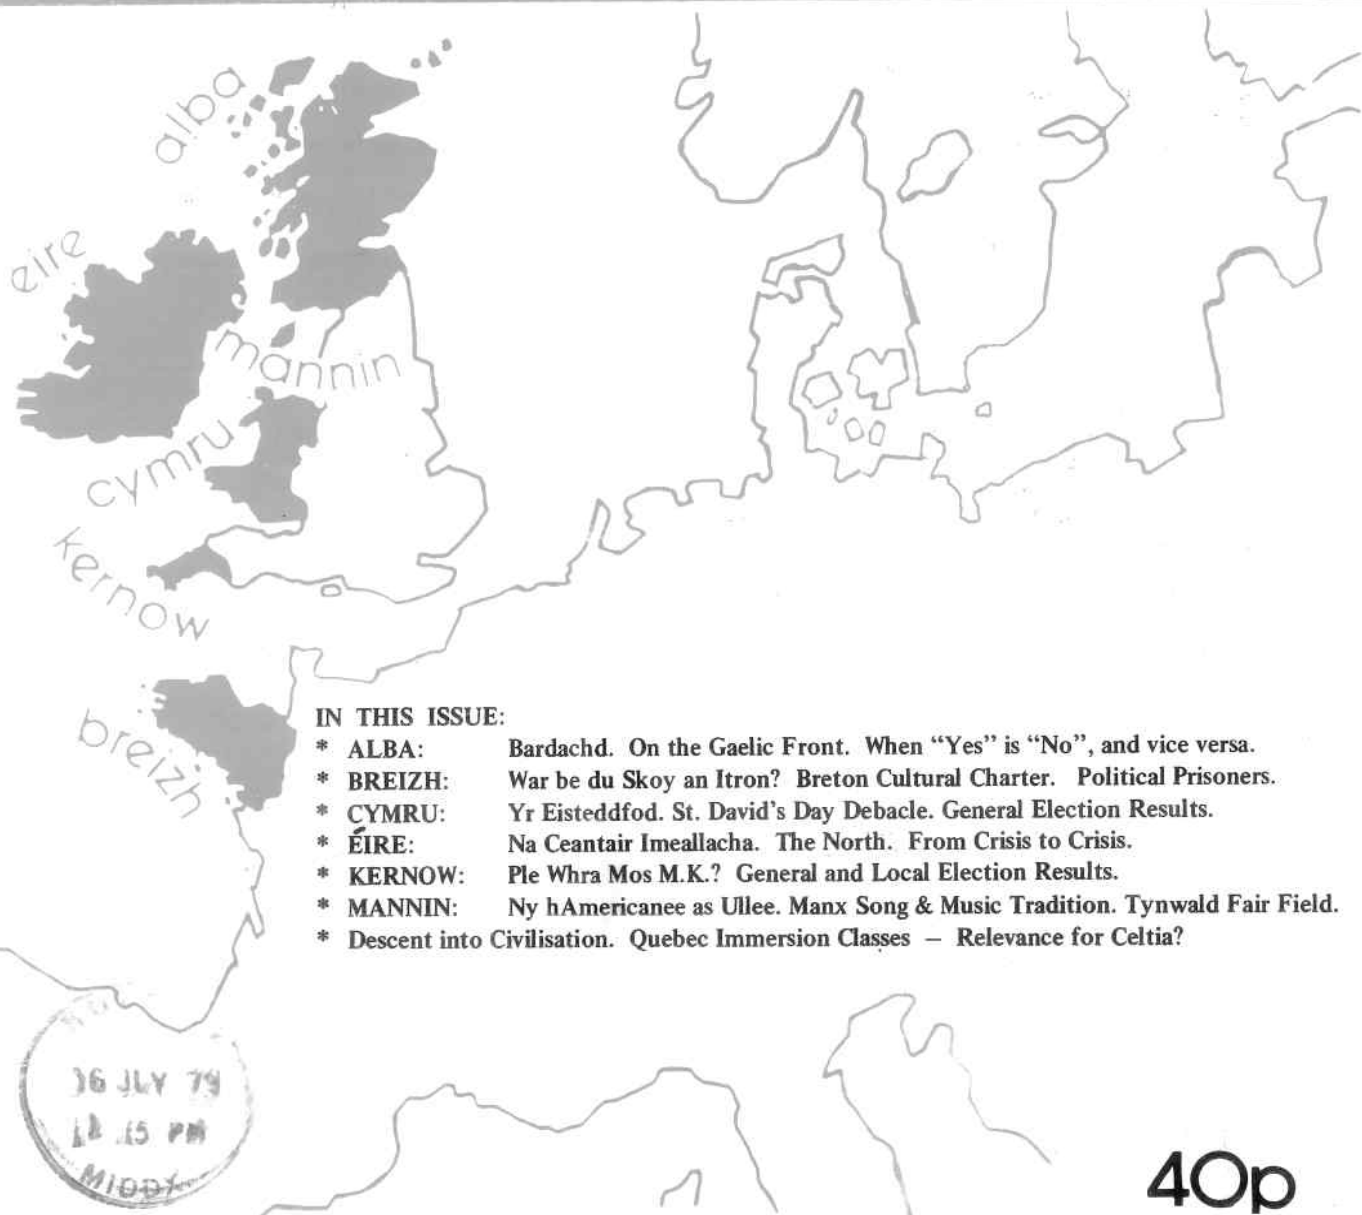 alba
eire
mannin
cymru
kernow
breizh
IN THIS ISSUE:
* ALBA: Bardachd. On the Gaelic Front. When “Yes” is “No”, and vice versa.
* BREIZH: War be du Skoy an Itron? Breton Cultural Charter. Political Prisoners.
* CYMRU: Yr Eisteddfod. St. David's Day Debacle. General Election Results.
* ÉIRE: Na Ceantair Imeallacha. The North. From Crisis to Crisis.
* KERNOW: Ple Whra Mos M.K.? General and Local Election Results.
* MANNIN: Ny hAmericanee as Ullee. Manx Song & Music Tradition. Tynwald Fair Field.
* Descent into Civilisation. Quebec Immersion Classes – Relevance for Celtia?
JLY 79
PM
MIDDX
40p